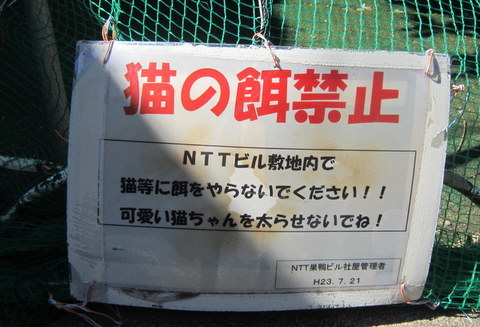 猫の餌禁止
NTTビル敷地内で
猫等に餌をやらないでください！！
可愛い猫ちゃんを太らせないでね！
NTT巣鴨ビル社屋管理者
H23. 7. 21